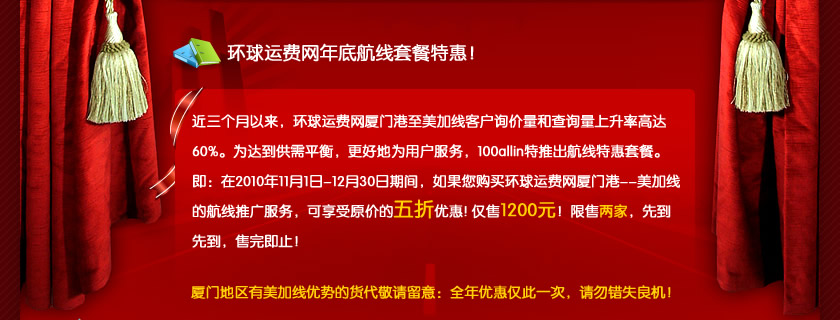 环球运费网年底航线套餐特惠！
近三个月以来，环球运费网厦门港至美加线客户询价量和查询量上升率高达
60%。为达到供需平衡，更好地为用户服务，100allin特推出航线特惠套餐。
即：在2010年11月1日-12月30日期间，如果您购买环球运费网厦门港--美加线
的航线推广服务，可享受原价的五折优惠！仅售1200元！限售两家，先到
先到，售完即止！
厦门地区有美加线优势的货代敬请留意：全年优惠仅此一次，请勿错失良机！